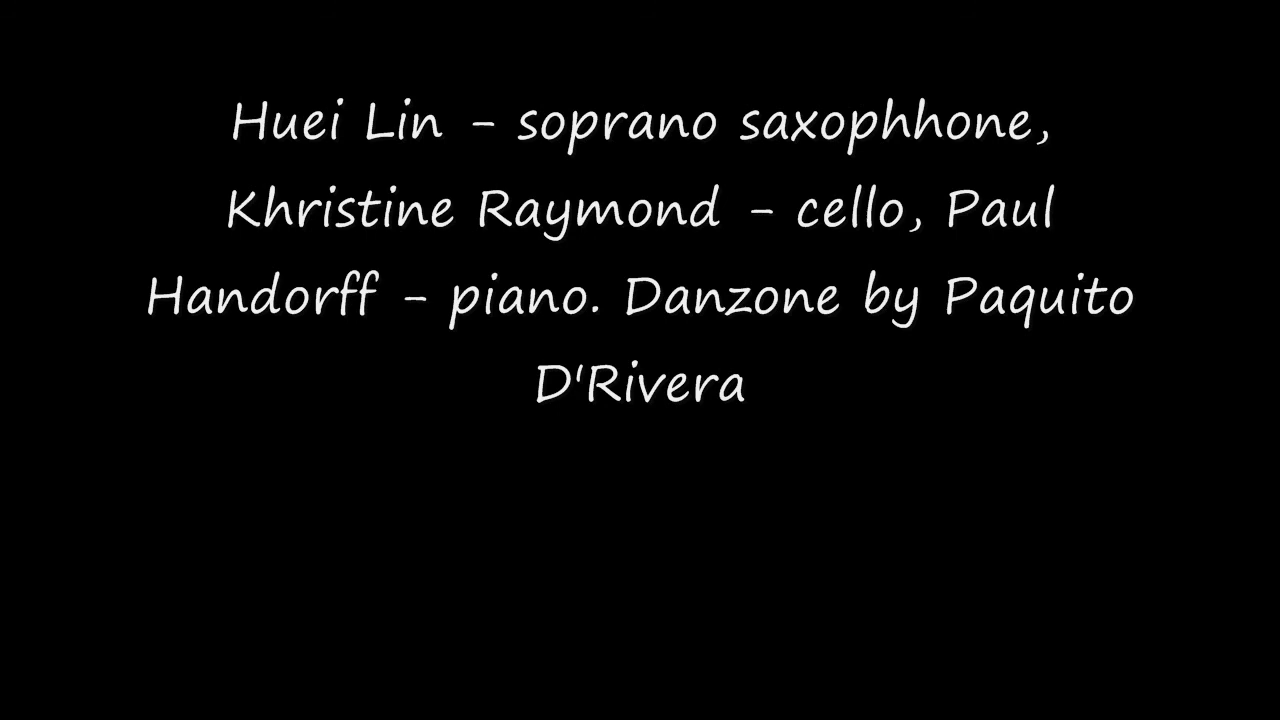 Huei Lin - soprano saxophhone,
Khristine Raymond - cello, Paul
Handorff - piano. Danzone by Paquito
D'Rivera